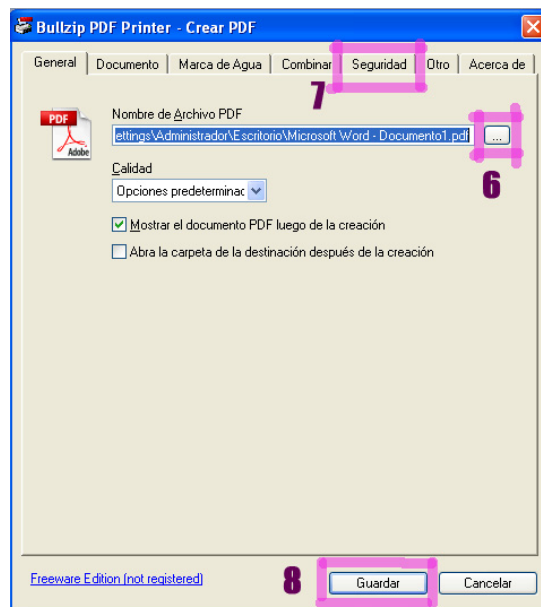 Bullzip PDF Printer - Crear PDF
General Documento Marca de Agua Combinar Seguridad Otro Acerca de
7
PDF
Adobe
Nombre de Archivo PDF
ettings\Administrador\Escritorio\Microsoft Word - Documento1.pdf ...
6
Calidad
Opciones predeterminac
Mostrar el documento PDF luego de la creación
Abra la carpeta de la destinación después de la creación
Freeware Edition (not registered) 8 Guardar Cancelar